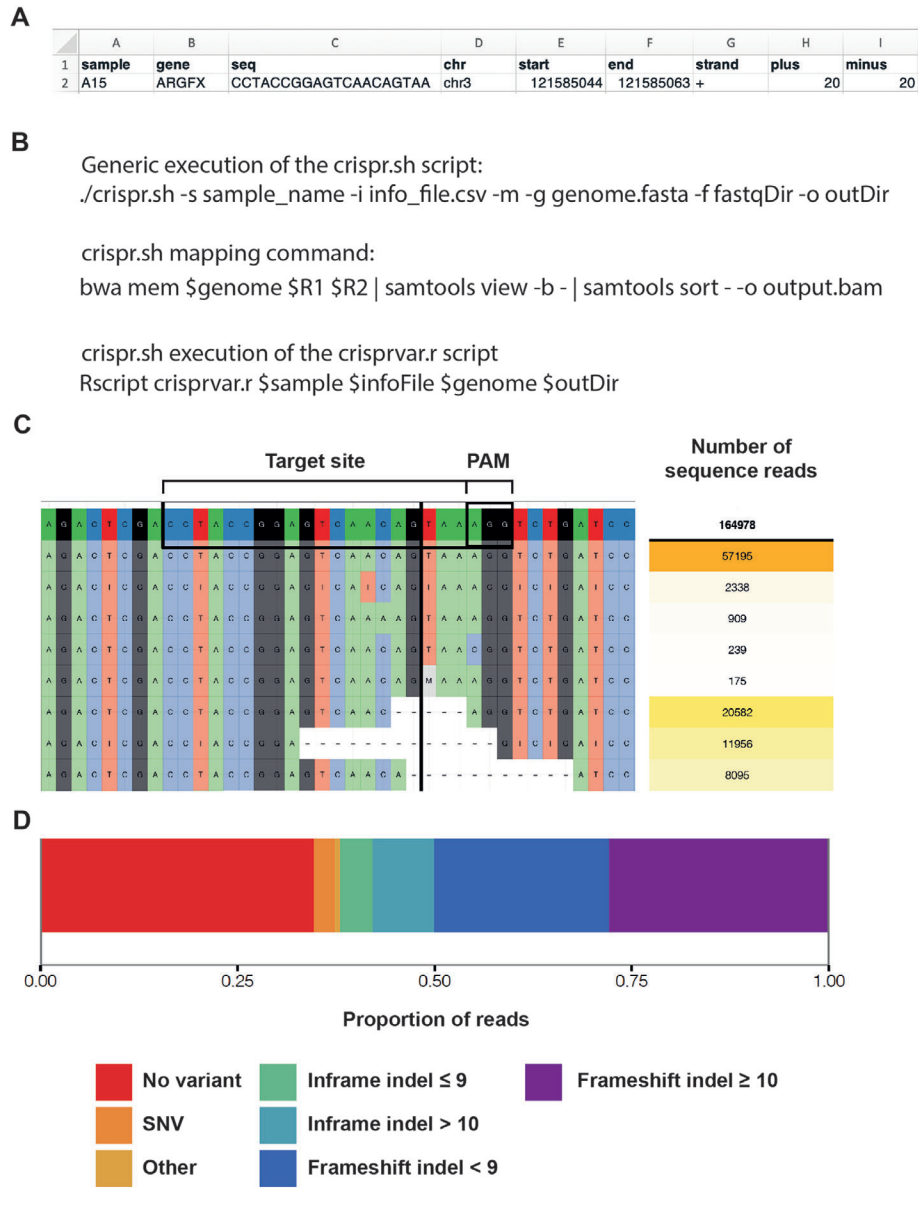 A
A B C D E F G H I
1 sample gene seq chr start end strand plus minus
2 A15 ARGFX CCTACCGGAGTCAACAGTAA chr3 121585044 121585063 + 20 20
B
Generic execution of the crispr.sh script:
./crispr.sh -s sample_name -i info_file.csv -m -g genome.fasta -f fastqDir -o outDir
crispr.sh mapping command:
bwa mem $genome $R1 $R2 | samtools view -b - | samtools sort - -o output.bam
crispr.sh execution of the crisprvar.r script
Rscript crisprvar.r $sample $infoFile $genome $outDir
C
Target site PAM
Number of
sequence reads
A G A C T C G A C C T A C C G G A G T C A A C A G T A A A G G T C T G A T C C 164978
A G A C T C G A C C T A C C G G A G T C A A C A G T A A A G G T C T G A T C C 57195
A G A C T C G A C C T A C C G G A G T C A T C A G T A A A G G T C T G A T C C 2338
A G A C T C G A C C T A C C G G A G T C A A A A G T A A A G G T C T G A T C C 909
A G A C T C G A C C T A C C G G A G T C A A C A G T A A C G G T C T G A T C C 239
A G A C T C G A C C T A C C G G A G T C A A C A G M A A A G G T C T G A T C C 175
A G A C T C G A C C T A C C G G A G T C A A C - - - - - A G G T C T G A T C C 20582
A G A C T C G A C C T A C C G G A - - - - - - - - - - - - - G T C T G A T C C 11956
A G A C T C G A C C T A C C G G A G T C A A C A - - - - - - - - - - - A T C C 8095
D
0.00 0.25 0.50 0.75 1.00
Proportion of reads
No variant Inframe indel ≤ 9 Frameshift indel ≥ 10
SNV Inframe indel > 10
Other Frameshift indel < 9